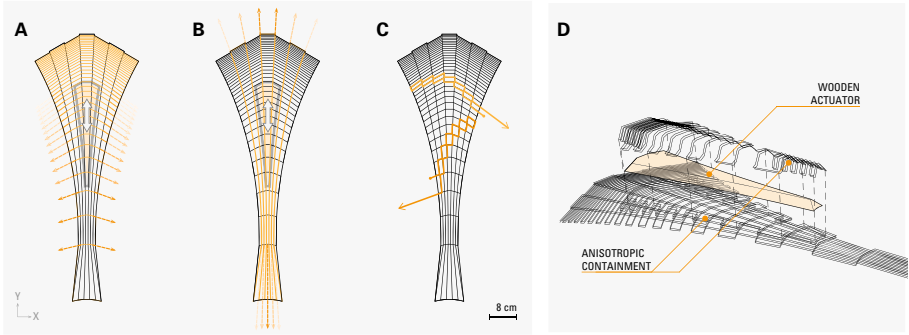 A
B
C
D
WOODEN
ACTUATOR
ANISOTROPIC
CONTAINMENT
Y
X
8 cm